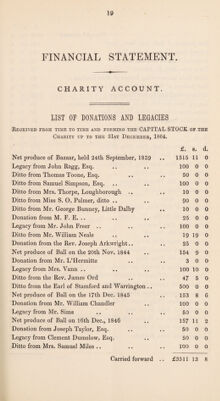 19
FINANCIAL STATEMENT.
CHARITY ACCOUNT.
LIST OF DONATIONS AND LEGACIES
RECEIVED FROM TIME TO TIME AND FORMING THE CAPITAL STOCK OF THE
CHARITY UP TO THE 31ST DECEMBER, 1864.
£. s. d.
Net produce of Bazaar, held 24th September, 1839 .. 1315 11 0
Legacy from John Ragg, Esq. .. .. 100 0 0
Ditto from Thomas Toone, Esq. .. .. 50 0 0
Ditto from Samuel Simpson, Esq. .. .. 100 0 0
Ditto from Mrs. Thorpe, Loughborough .. .. 10 0 0
Ditto from Miss S. O. Palmer, ditto .. .. 90 0 0
Ditto from Mr. George Bunney, Little Dalby .. 10 0 0
Donation from M. F. E. .. .. .. 25 0 0
Legacy from Mr. John Freer .. .. .. 100 0 0
Ditto from Mr. William Neale .. .. 19 19 0
Donation from the Rev. Joseph Arkwright .. .. 25 0 0
Net produce of Ball on the 20th Nov. 1844 .. 154 9 0
Donation from Mr. l'Hermitte .. .. 3 0 0
Legacy from Mrs. Vann .. .. .. 100 10 0
Ditto from the Rev. James Ord .. .. 47 5 0
Ditto from the Earl of Stamford and Warrington .. 500 0 0
Net produce of Ball on the 17th Dec. 1845 .. 153 8 6
Donation from Mr. William Chandler .. .. 100 0 0
Legacy from Mr. Sims .. .. .. 50 0 0
Net produce of Ball on 16th Dec., 1846 .. 157 11 2
Donation from Joseph Taylor, Esq. .. .. 50 0 0
Legacy from Clement Dumelow, Esq. .. .. 50 0 0
Ditto from Mrs. Samuel Miles .. .. .. 100 0 0
Carried forward .. £3311 13 8